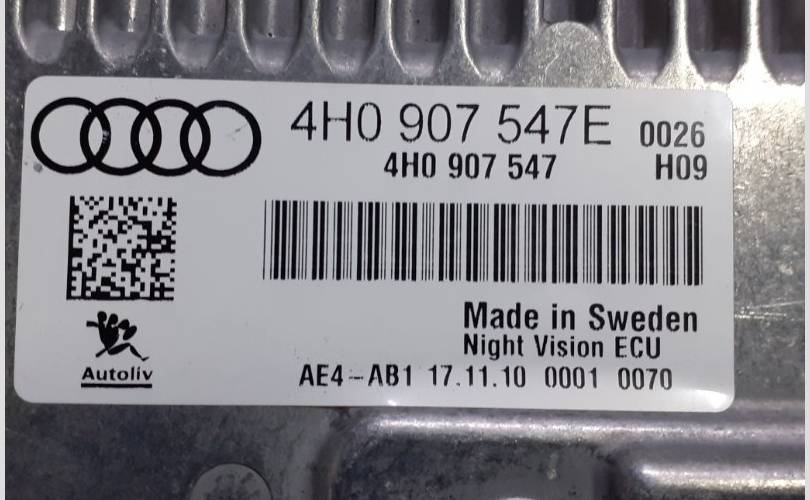 4H0 907 547E 0026
4H0 907 547 H09
Made in Sweden
Night Vision ECU
Autoliv
AE4-AB1 17.11.10 0001 0070